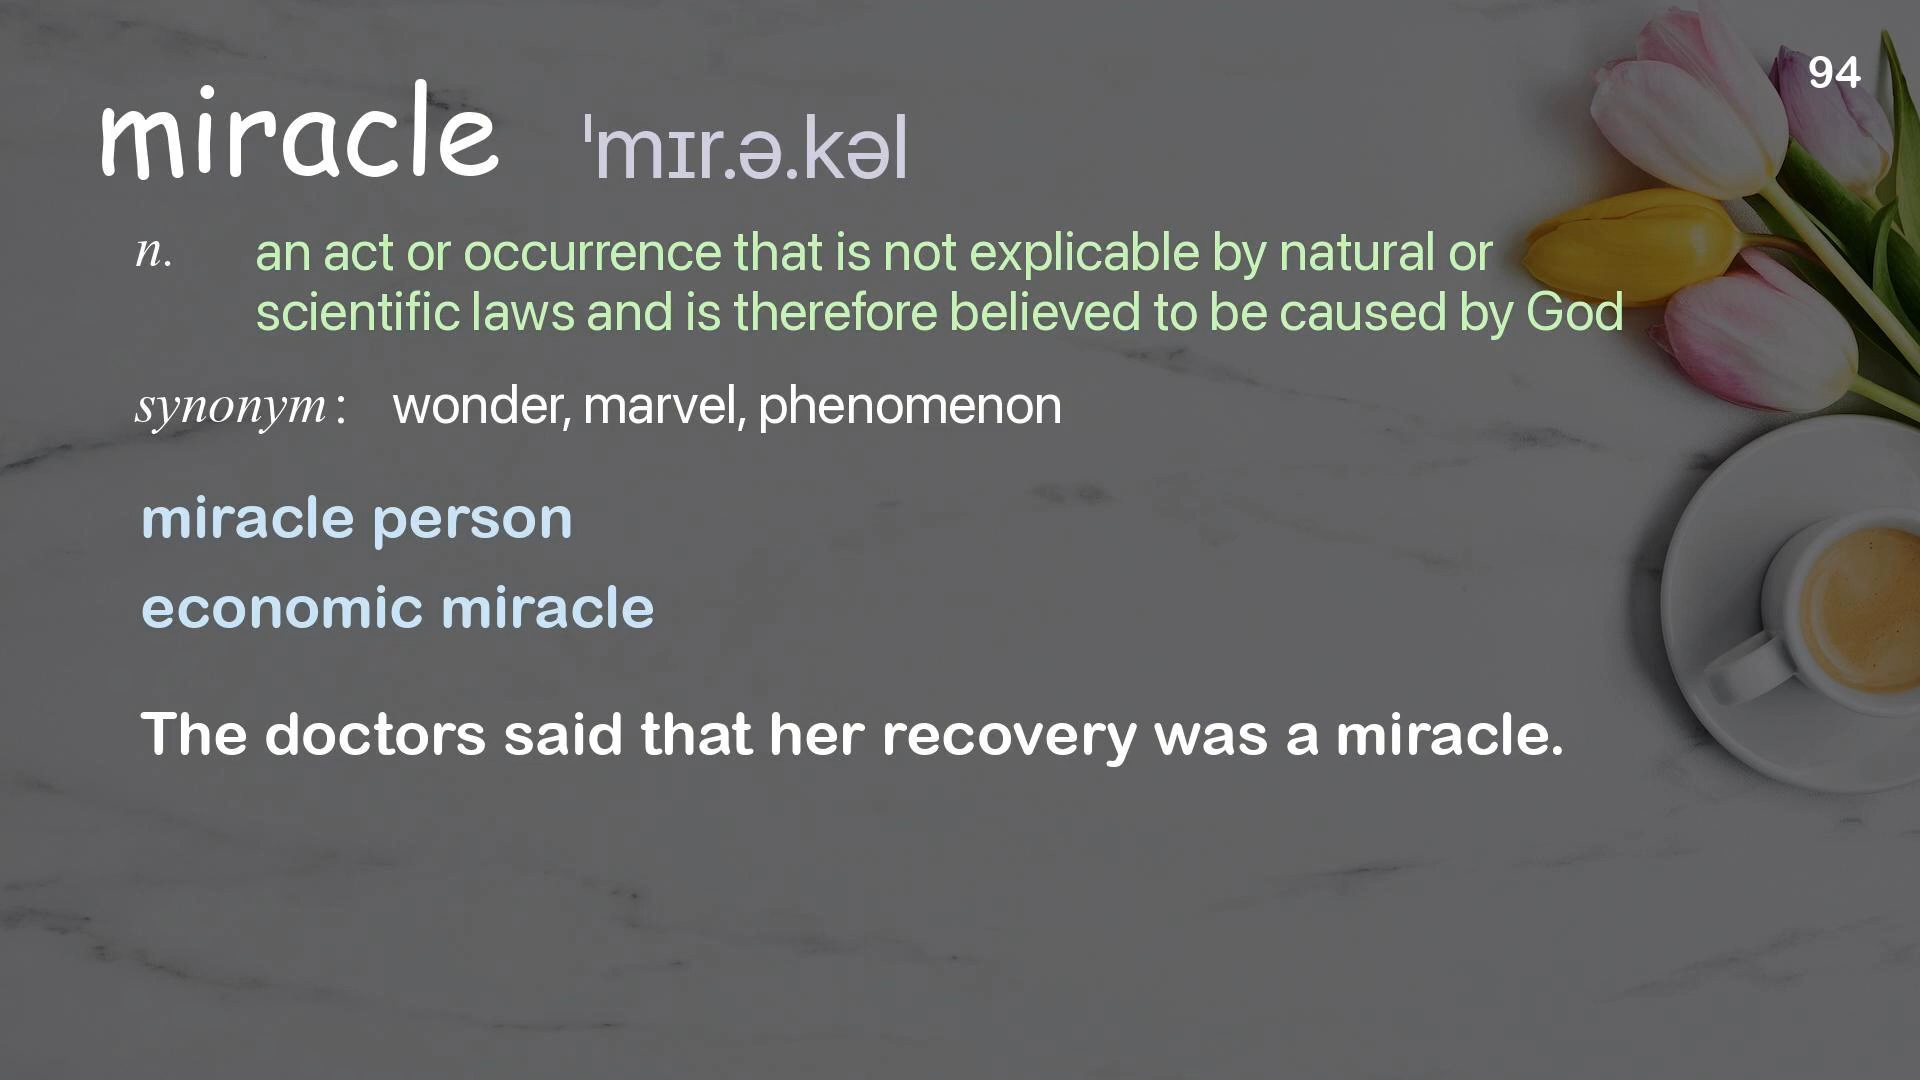 94
miracle ˈmɪr.ə.kəl
n. an act or occurrence that is not explicable by natural or
scientific laws and is therefore believed to be caused by God
synonym: wonder, marvel, phenomenon
miracle person
economic miracle
The doctors said that her recovery was a miracle.